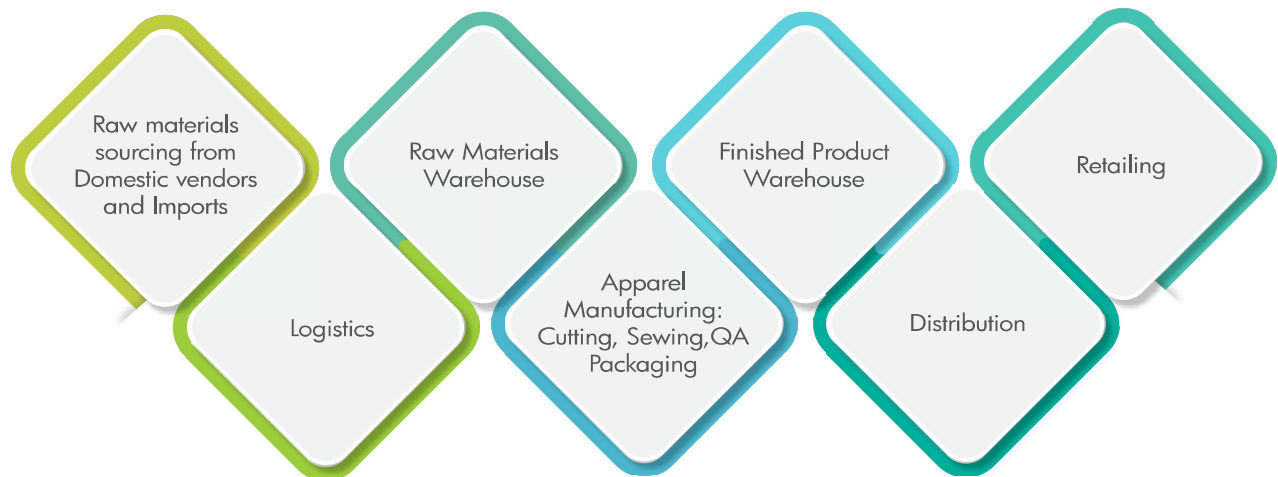 Raw materials
sourcing from
Domestic vendors
and Imports
Logistics
Raw Materials
Warehouse
Apparel
Manufacturing:
Cutting, Sewing,QA
Packaging
Finished Product
Warehouse
Distribution
Retailing